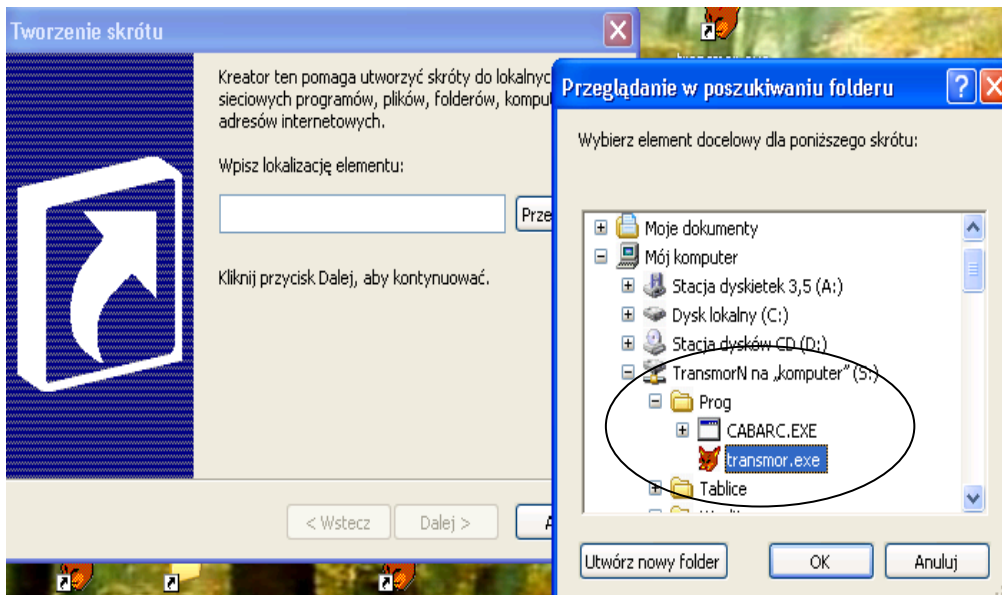 Tworzenie skrótu
Kreator ten pomaga utworzyć skróty do lokalnyc
sieciowych programów, plików, folderów, kompu
adresów internetowych.
Wpisz lokalizację elementu:
Prze
Kliknij przycisk Dalej, aby kontynuować.
< Wstecz
Dalej >
A
Przeglądanie w poszukiwaniu folderu
Wybierz element docelowy dla poniższego skrótu:
Moje dokumenty
Mój komputer
Stacja dyskietek 3,5 (A:)
Dysk lokalny (C:)
Stacja dysków CD (D:)
TransmorN na „komputer” (S:)
Prog
CABARC.EXE
transmor.exe
Tablice
Utwórz nowy folder
OK
Anuluj